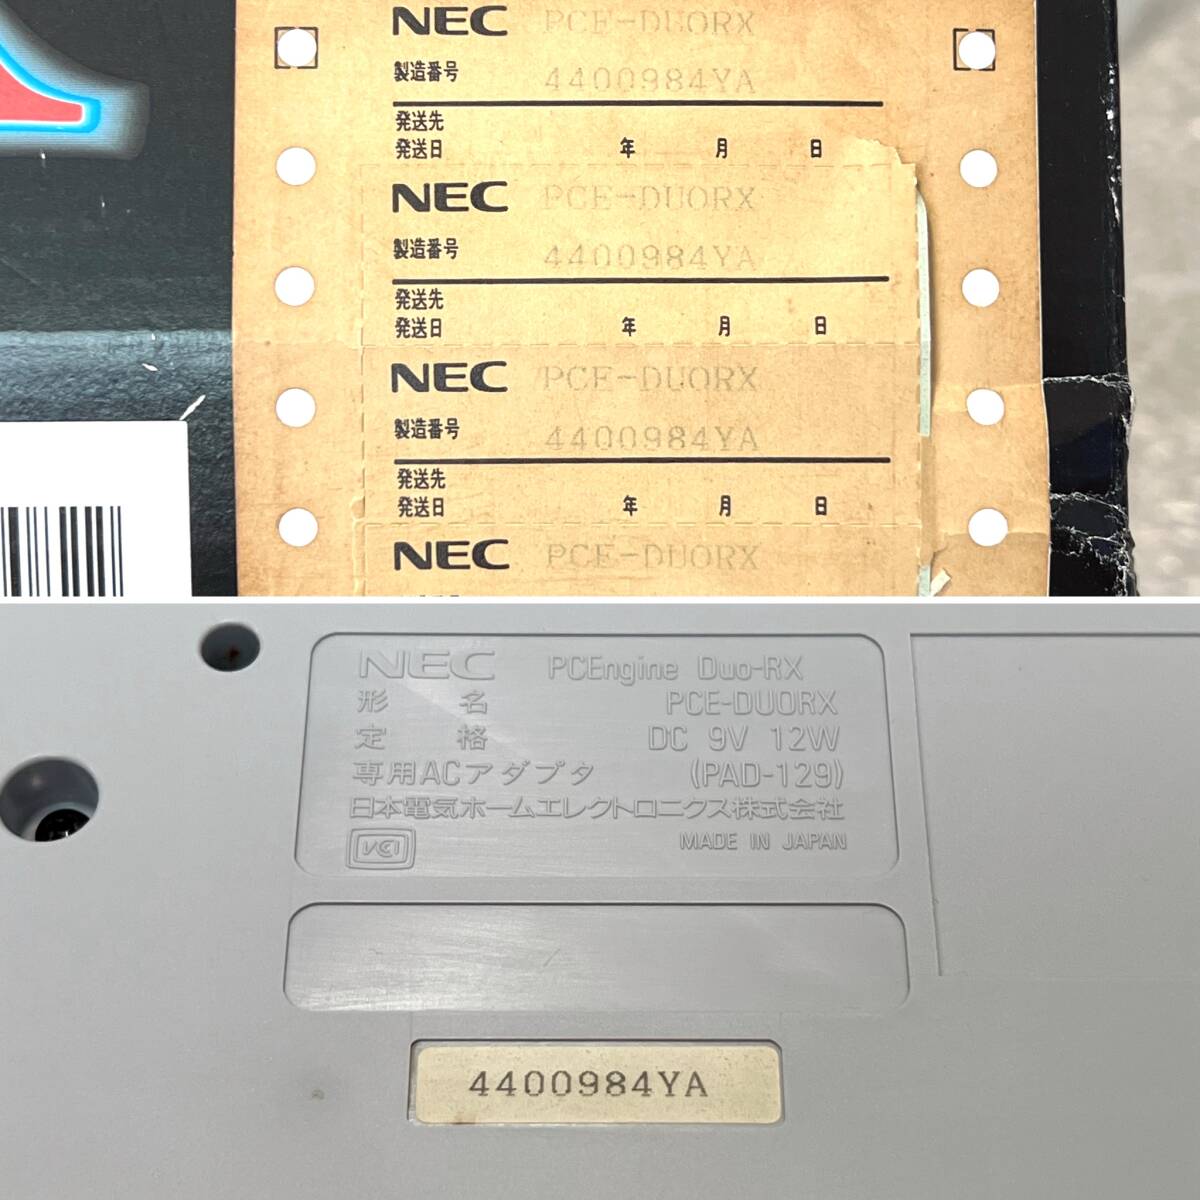 NEC PCE-DUORX
製造番号 4400984YA
発送先
発送日 年 月 日
NEC PCE-DUORX
製造番号 4400984YA
発送先
発送日 年 月 日
NEC PCE-DUORX
製造番号 4400984YA
発送先
発送日 年 月 日
NEC PCE-DUORX
NEC PCEngine Duo-RX
形名 PCE-DUORX
定格 DC 9V 12W
専用ACアダプタ (PAD-129)
日本電気ホームエレクトロニクス株式会社
VCI MADE IN JAPAN
4400984YA